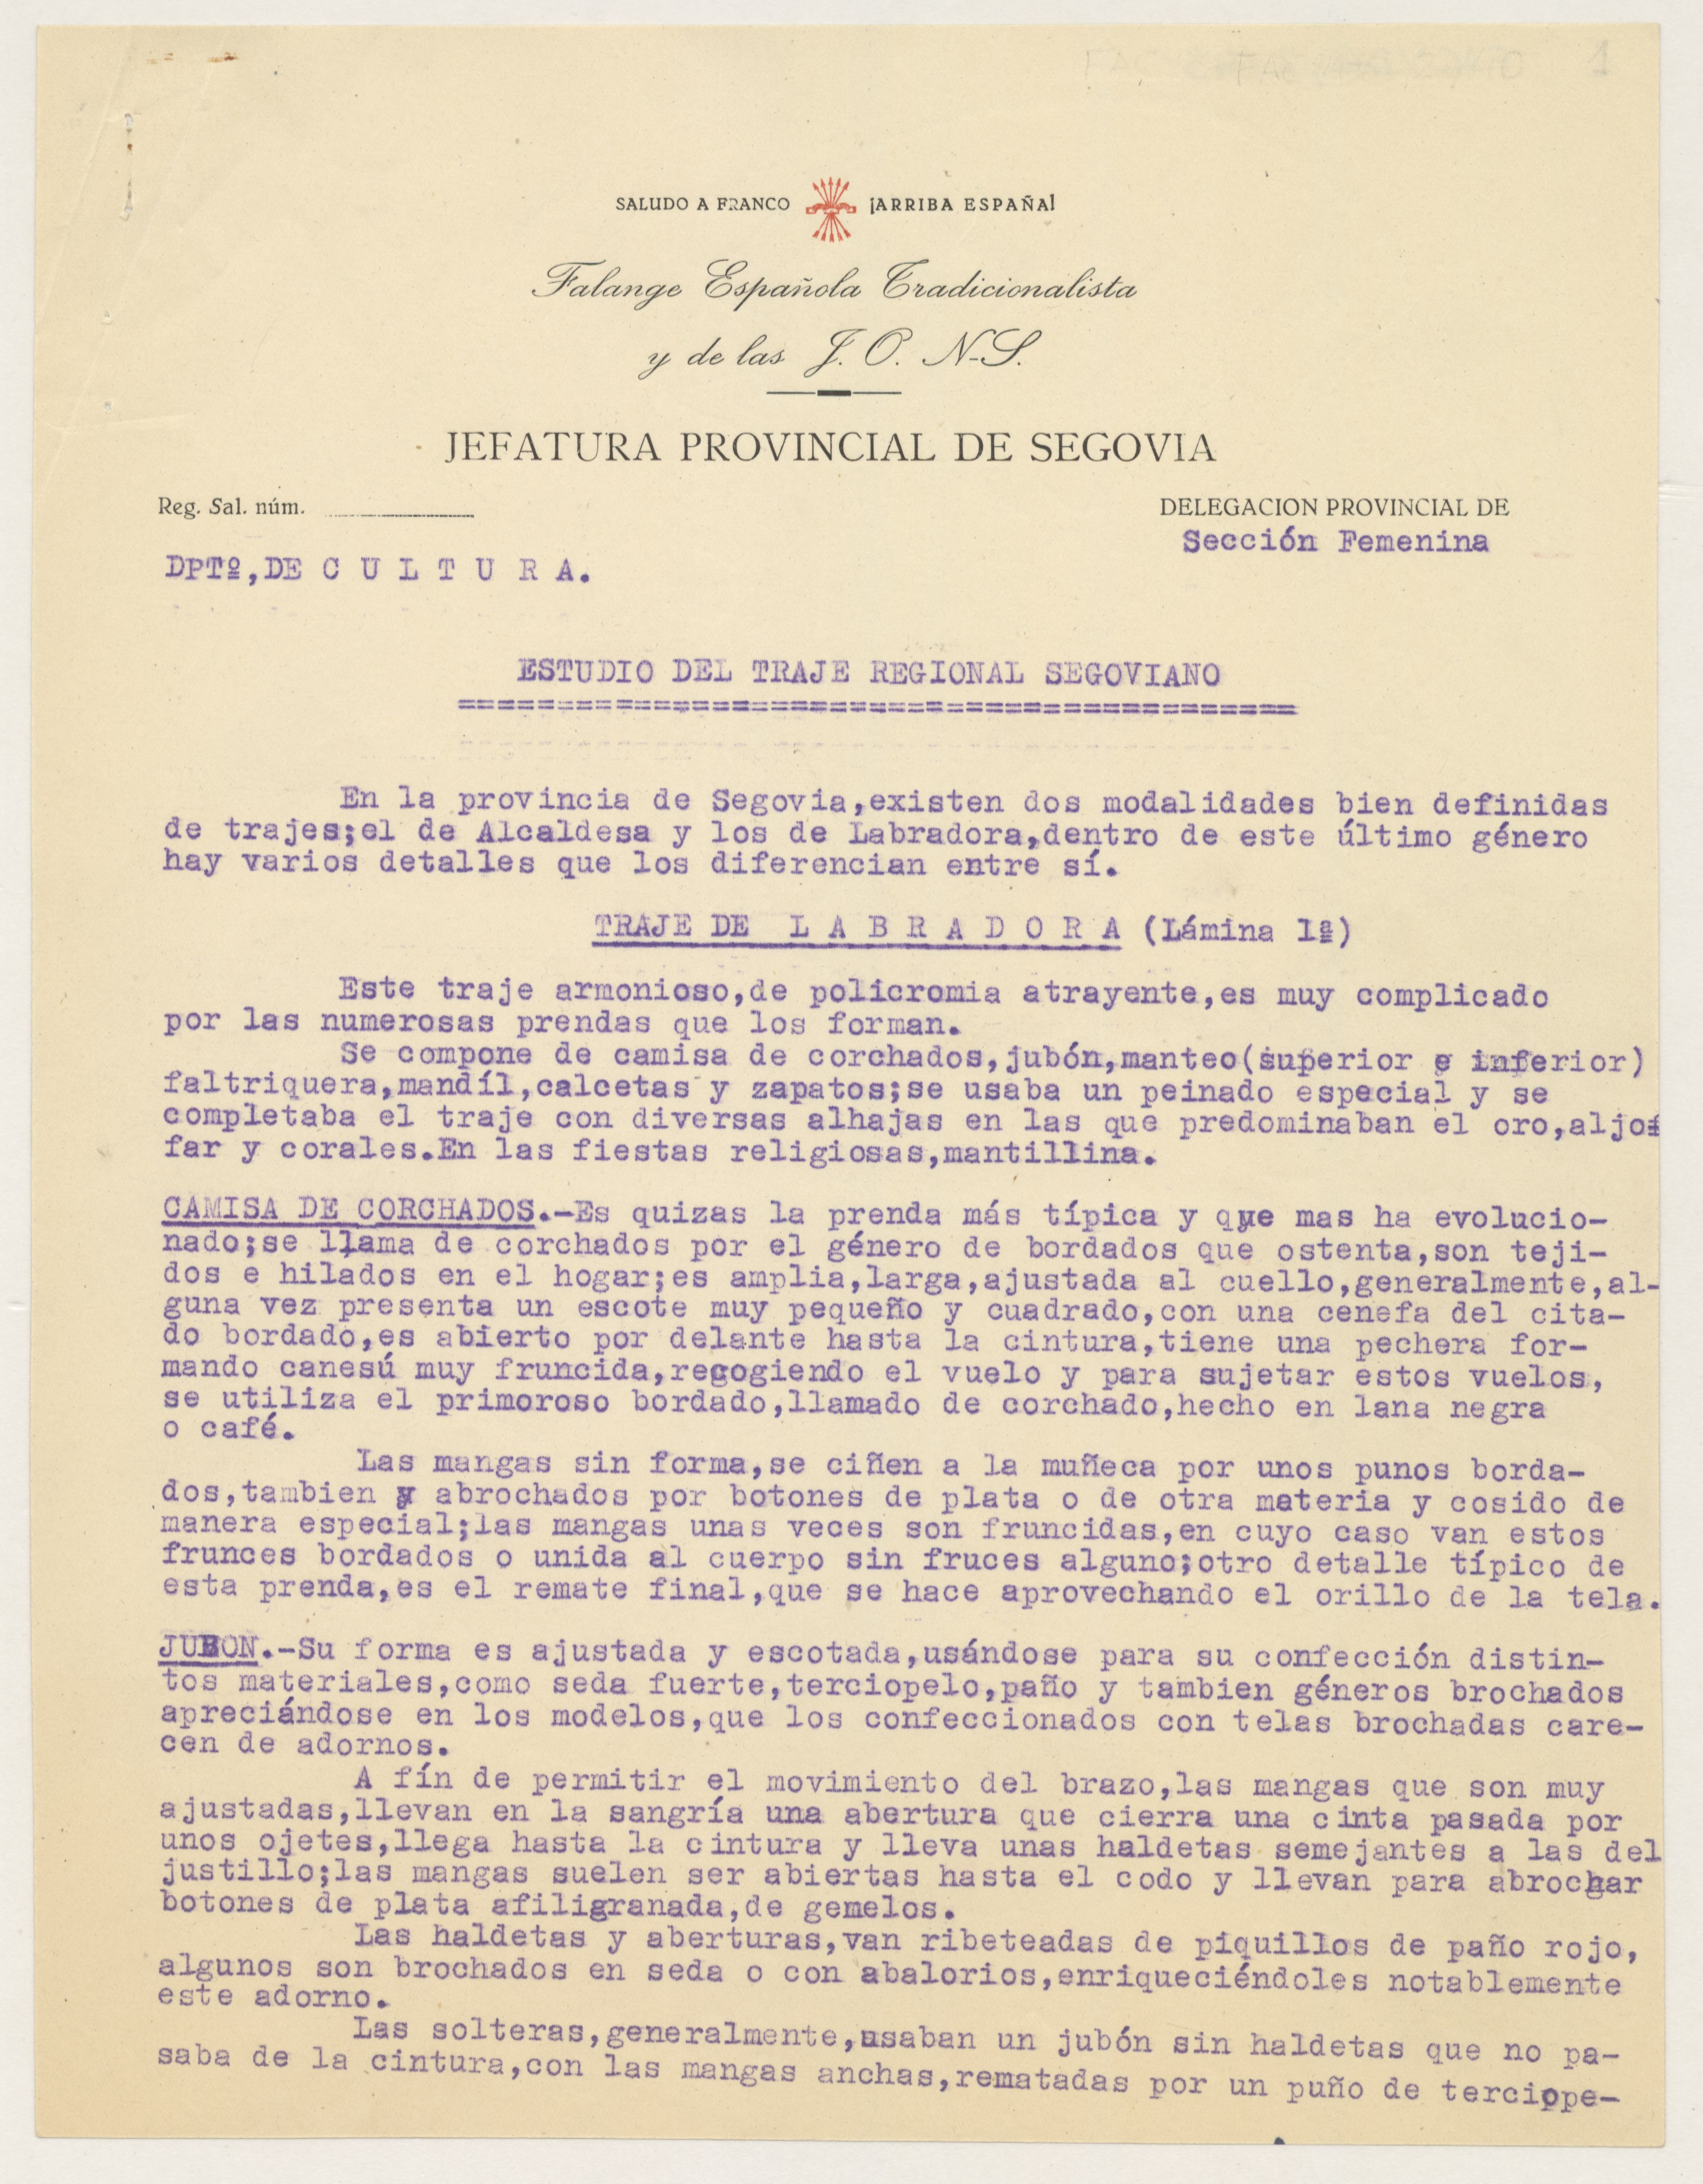 1
SALUDO A FRANCO ¡ARRIBA ESPAÑA!
Falange Española Tradicionalista
y de las J. O. N-S.
JEFATURA PROVINCIAL DE SEGOVIA
Reg. Sal. núm.
DELEGACION PROVINCIAL DE
Sección Femenina
DPTº,DE C U L T U R A.
ESTUDIO DEL TRAJE REGIONAL SEGOVIANO
===========================================
En la provincia de Segovia,existen dos modalidades bien definidas
de trajes;el de Alcaldesa y los de Labradora,dentro de este último género
hay varios detalles que los diferencian entre sí.
TRAJE DE L A B R A D O R A (Lámina 1ª)
Este traje armonioso,de policromia atrayente,es muy complicado
por las numerosas prendas que los forman.
Se compone de camisa de corchados,jubón,manteo(superior e inferior)
faltriquera,mandíl,calcetas y zapatos;se usaba un peinado especial y se
completaba el traje con diversas alhajas en las que predominaban el oro,aljof
far y corales.En las fiestas religiosas,mantillina.
CAMISA DE CORCHADOS.-Es quizas la prenda más típica y que mas ha evolucio-
nado;se llama de corchados por el género de bordados que ostenta,son teji-
dos e hilados en el hogar;es amplia,larga,ajustada al cuello,generalmente,al-
guna vez presenta un escote muy pequeño y cuadrado,con una cenefa del cita-
do bordado,es abierto por delante hasta la cintura,tiene una pechera for-
mando canesú muy fruncida,recogiendo el vuelo y para sujetar estos vuelos,
se utiliza el primoroso bordado,llamado de corchado,hecho en lana negra
o café.
Las mangas sin forma,se ciñen a la muñeca por unos punos borda-
dos,tambien y abrochados por botones de plata o de otra materia y cosido de
manera especial;las mangas unas veces son fruncidas,en cuyo caso van estos
frunces bordados o unida al cuerpo sin fruces alguno;otro detalle típico de
esta prenda,es el remate final,que se hace aprovechando el orillo de la tela.
JUBON.-Su forma es ajustada y escotada,usándose para su confección distin-
tos materiales,como seda fuerte,terciopelo,paño y tambien géneros brochados
apreciándose en los modelos,que los confeccionados con telas brochadas care-
cen de adornos.
A fín de permitir el movimiento del brazo,las mangas que son muy
ajustadas,llevan en la sangría una abertura que cierra una cinta pasada por
unos ojetes,llega hasta la cintura y lleva unas haldetas semejantes a las del
justillo;las mangas suelen ser abiertas hasta el codo y llevan para abrochar
botones de plata afiligranada,de gemelos.
Las haldetas y aberturas,van ribeteadas de piquillos de paño rojo,
algunos son brochados en seda o con abalorios,enriqueciéndoles notablemente
este adorno.
Las solteras,generalmente,usaban un jubón sin haldetas que no pa-
saba de la cintura,con las mangas anchas,rematadas por un puño de terciope-